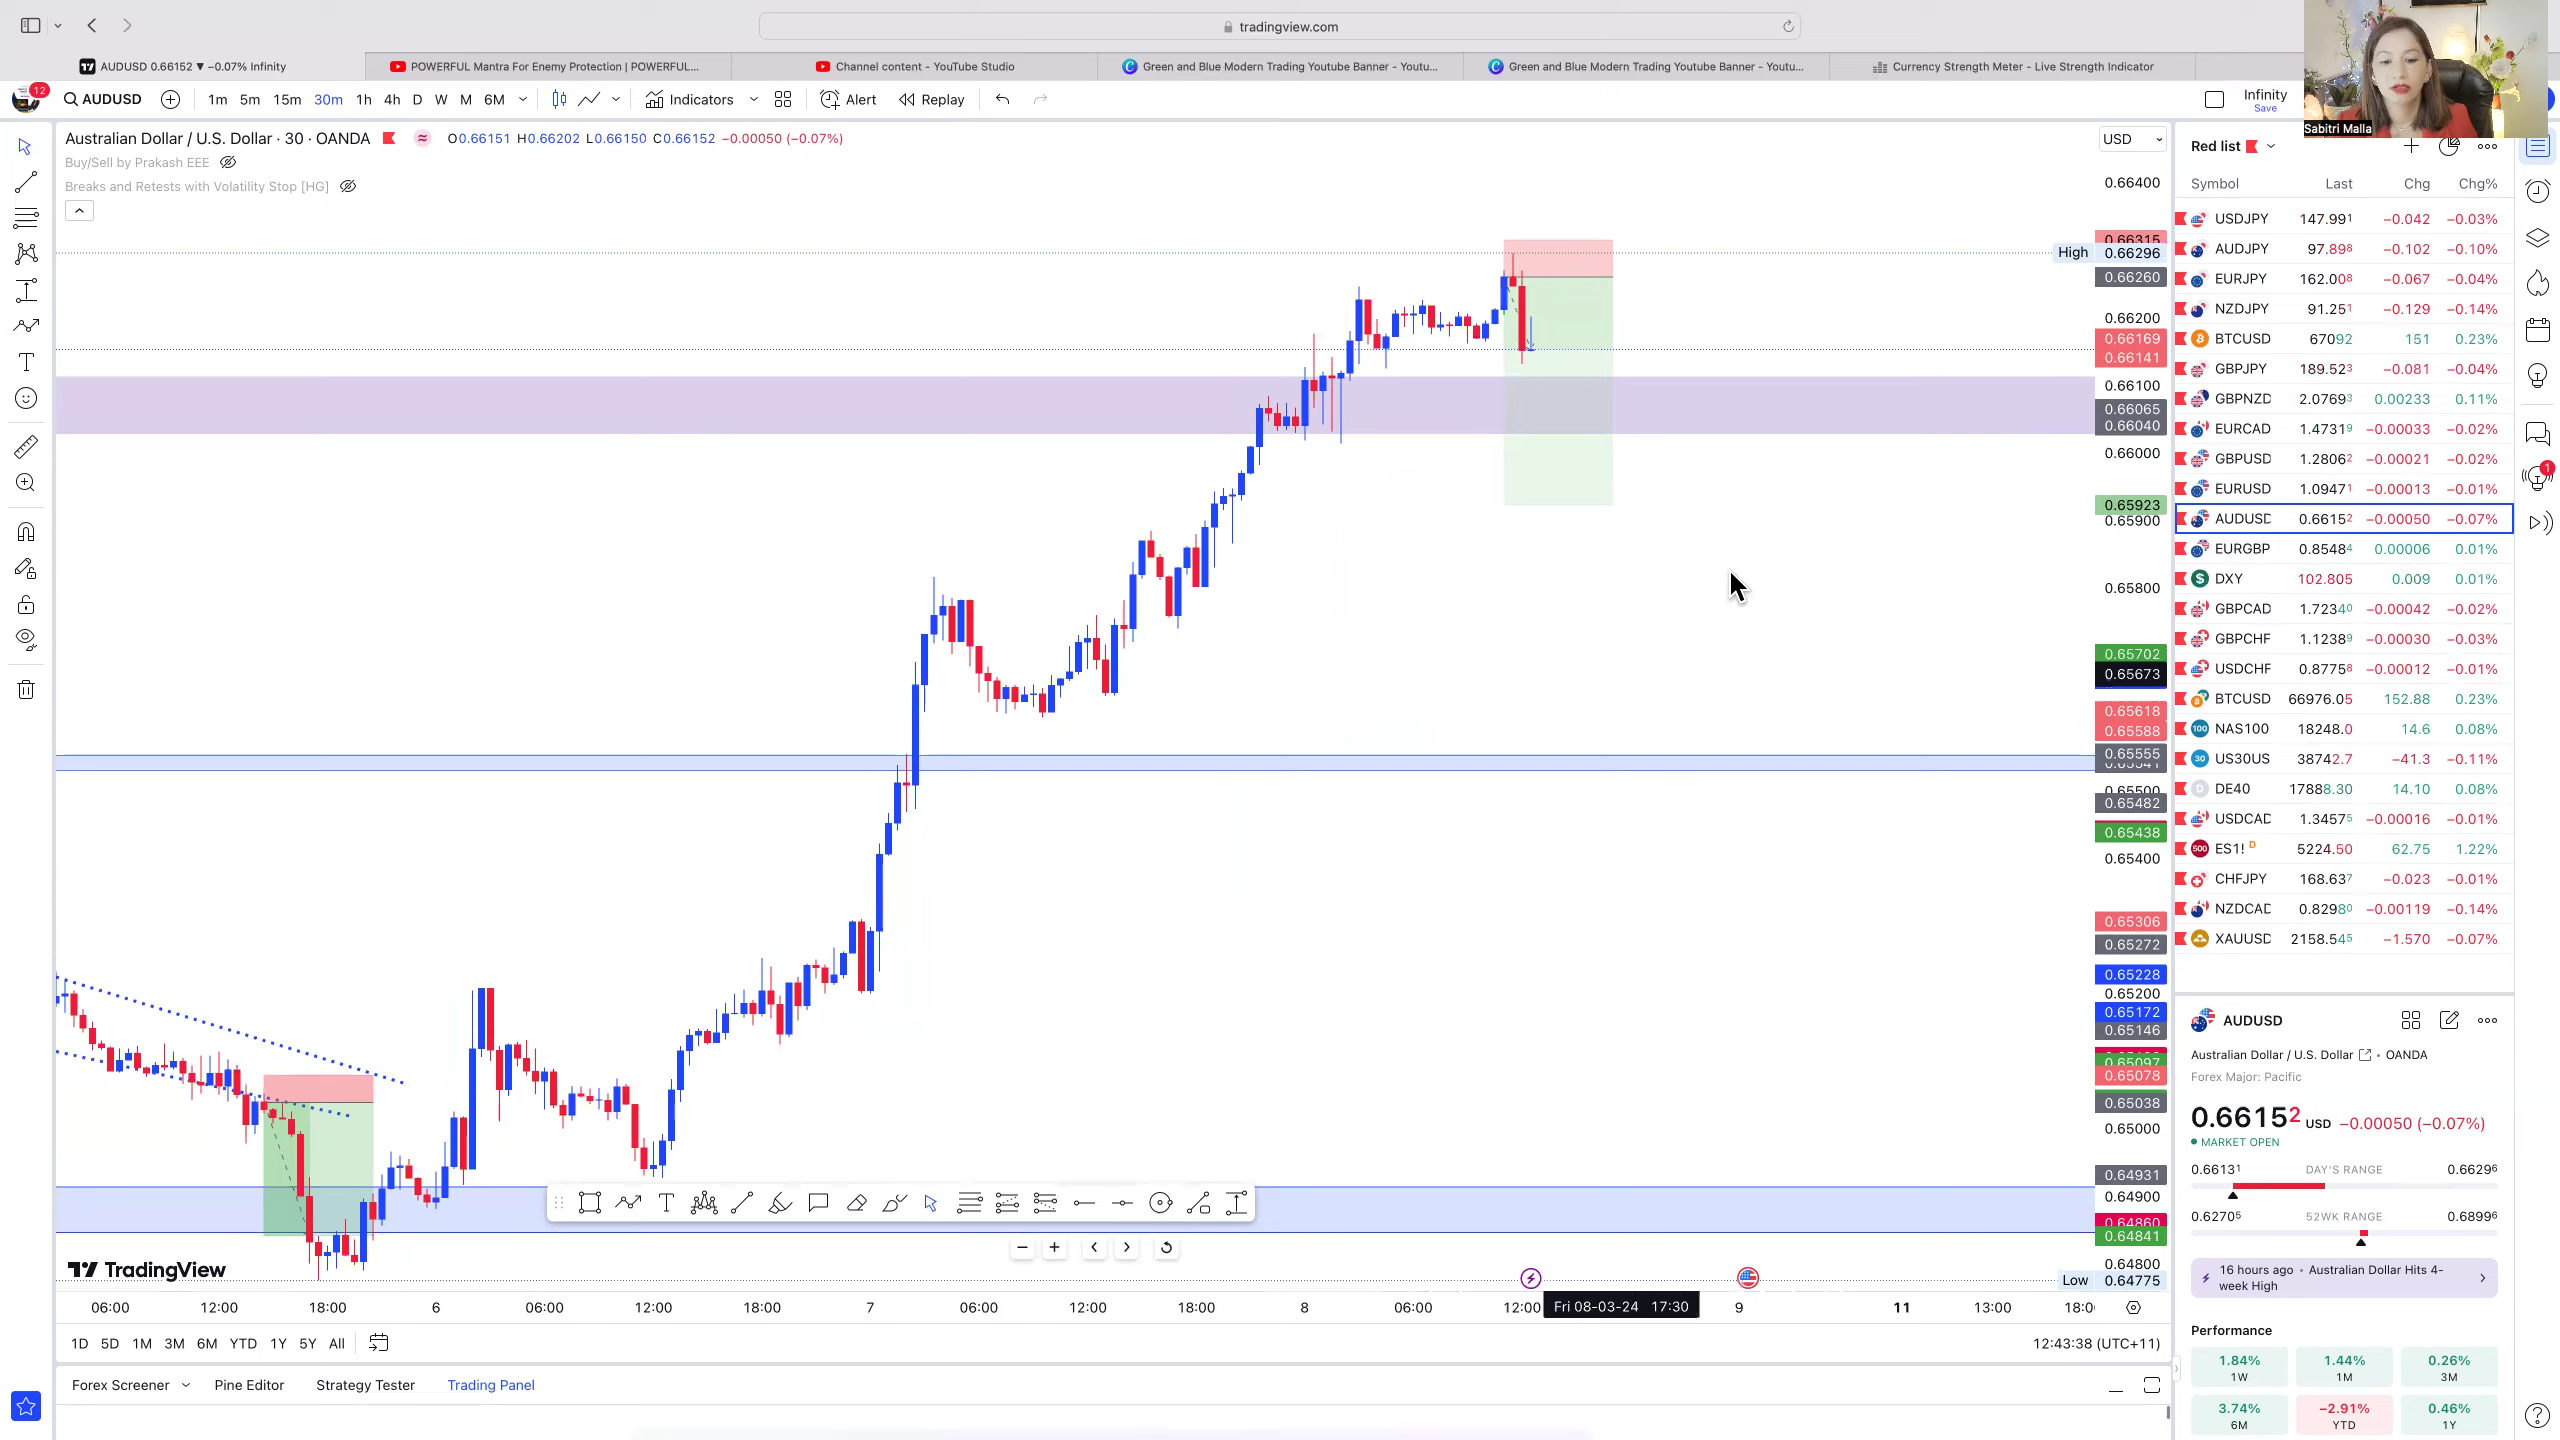 tradingview.com
AUDUSD 0.66152 ▼ −0.07% Infinity
POWERFUL Mantra For Enemy Protection | POWERFUL...
Channel content - YouTube Studio
Green and Blue Modern Trading Youtube Banner - Youtu...
Green and Blue Modern Trading Youtube Banner - Youtu...
Currency Strength Meter - Live Strength Indicator
12
AUDUSD
1m 5m 15m 30m 1h 4h D W M 6M
Indicators
Alert
Replay
Infinity
Save
Sabitri Malla
Australian Dollar / U.S. Dollar · 30 · OANDA
O0.66151 H0.66202 L0.66150 C0.66152 −0.00050 (−0.07%)
Buy/Sell by Prakash EEE
Breaks and Retests with Volatility Stop [HG]
USD
0.66400
0.66315
High 0.66296
0.66260
0.66200
0.66169
0.66141
0.66100
0.66065
0.66040
0.66000
0.65923
0.65900
0.65800
0.65702
0.65673
0.65618
0.65588
0.65555
0.65500
0.65482
0.65438
0.65400
0.65306
0.65272
0.65228
0.65200
0.65172
0.65146
0.65097
0.65078
0.65038
0.65000
0.64931
0.64900
0.64860
0.64841
0.64800
Low 0.64775
TradingView
06:00 12:00 18:00 6 06:00 12:00 18:00 7 06:00 12:00 18:00 8 06:00 12:00 Fri 08-03-24 17:30 9 11 13:00
1D 5D 1M 3M 6M YTD 1Y 5Y All
12:43:38 (UTC+11)
Forex Screener
Pine Editor
Strategy Tester
Trading Panel
Red list
Symbol Last Chg Chg%
USDJPY 147.991 −0.042 −0.03%
AUDJPY 97.898 −0.102 −0.10%
EURJPY 162.008 −0.067 −0.04%
NZDJPY 91.251 −0.129 −0.14%
BTCUSD 67092 151 0.23%
GBPJPY 189.523 −0.081 −0.04%
GBPNZD 2.07693 0.00233 0.11%
EURCAD 1.47319 −0.00033 −0.02%
GBPUSD 1.28062 −0.00021 −0.02%
EURUSD 1.09471 −0.00013 −0.01%
AUDUSD 0.66152 −0.00050 −0.07%
EURGBP 0.85484 0.00006 0.01%
DXY 102.805 0.009 0.01%
GBPCAD 1.72340 −0.00042 −0.02%
GBPCHF 1.12389 −0.00030 −0.03%
USDCHF 0.87758 −0.00012 −0.01%
BTCUSD 66976.05 152.88 0.23%
100 NAS100 18248.0 14.6 0.08%
30 US30US 38742.7 −41.3 −0.11%
D DE40 17888.30 14.10 0.08%
USDCAD 1.34575 −0.00016 −0.01%
500 ES1! D 5224.50 62.75 1.22%
CHFJPY 168.637 −0.023 −0.01%
NZDCAD 0.82980 −0.00119 −0.14%
XAUUSD 2158.545 −1.570 −0.07%
1
AUDUSD
Australian Dollar / U.S. Dollar • OANDA
Forex Major: Pacific
0.66152 USD −0.00050 (−0.07%)
MARKET OPEN
0.66131 DAY'S RANGE 0.66296
0.62705 52WK RANGE 0.68996
16 hours ago • Australian Dollar Hits 4-
week High
Performance
1.84% 1.44% 0.26%
1W 1M 3M
3.74% −2.91% 0.46%
6M YTD 1Y